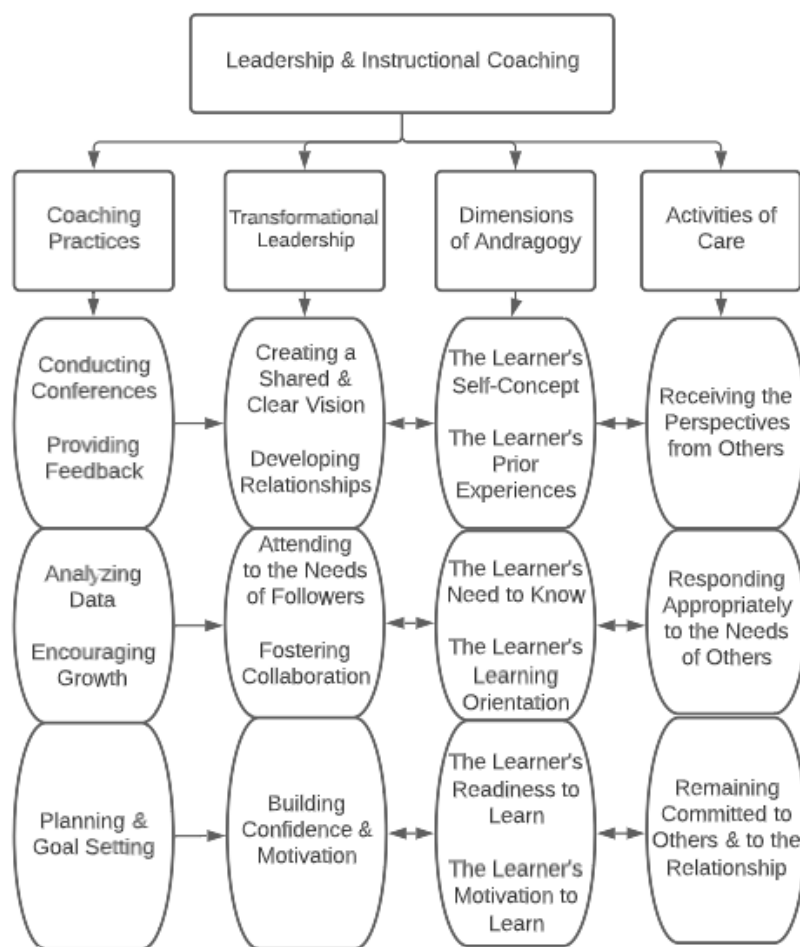 Leadership & Instructional Coaching
Coaching
Practices
Transformational
Leadership
Dimensions
of Andragogy
Activities of
Care
Conducting
Conferences
Providing
Feedback
Creating a
Shared &
Clear Vision
Developing
Relationships
The Learner's
Self-Concept
The Learner's
Prior
Experiences
Receiving the
Perspectives
from Others
Analyzing
Data
Encouraging
Growth
Attending
to the Needs
of Followers
Fostering
Collaboration
The Learner's
Need to Know
The Learner's
Learning
Orientation
Responding
Appropriately
to the Needs
of Others
Planning &
Goal Setting
Building
Confidence &
Motivation
The Learner's
Readiness to
Learn
The Learner's
Motivation to
Learn
Remaining
Committed to
Others & to the
Relationship